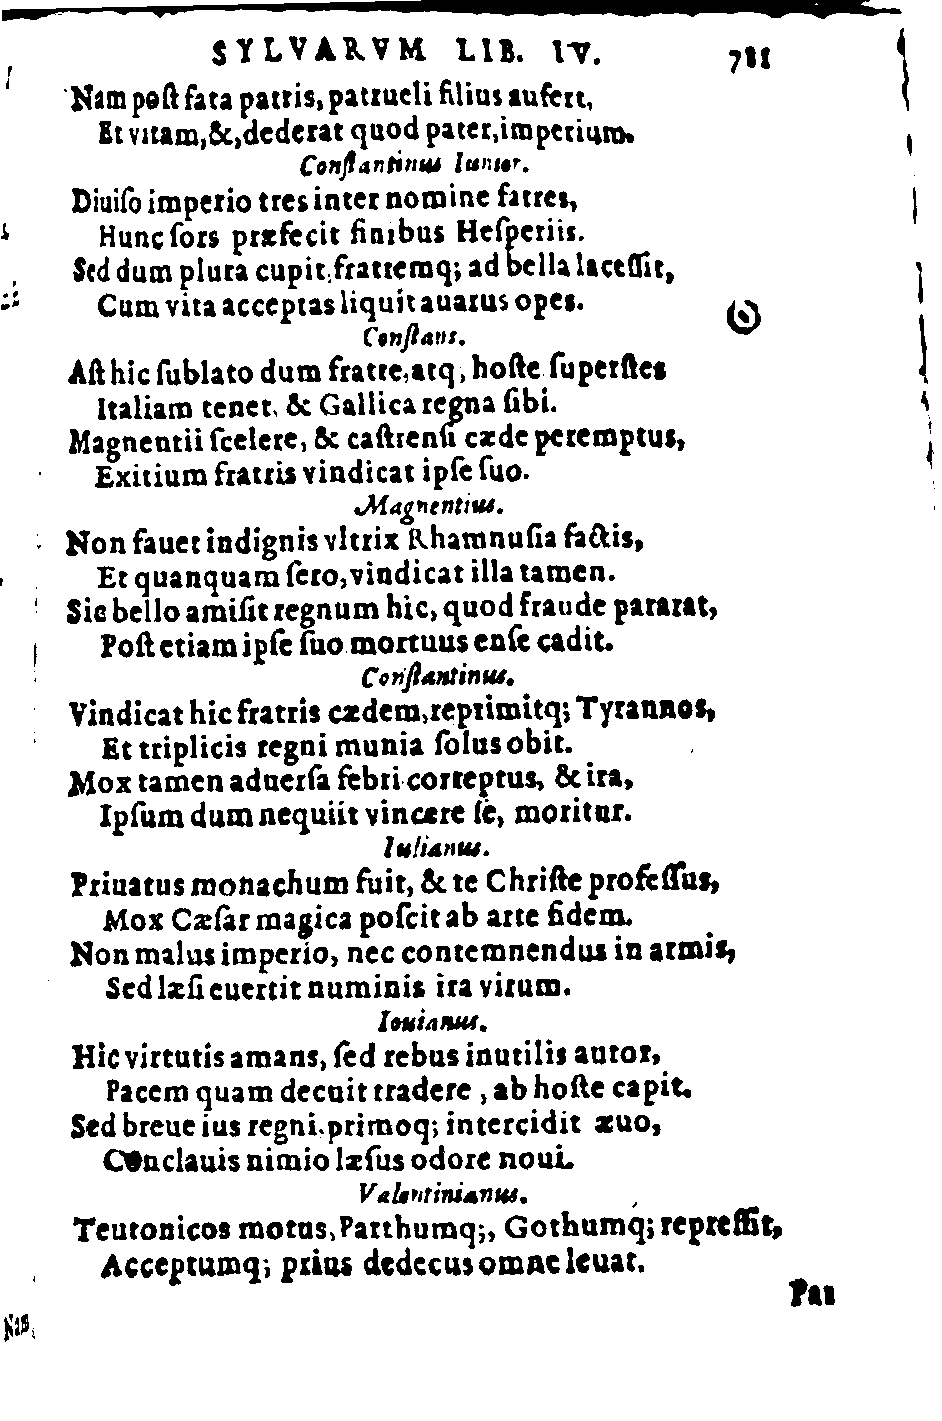 SYLVARVM LIB. IV. 711
Nam post fata patris, patrueli filius aufert,
Et vitam, &, dederat quod pater, imperium.
Constantinus Iunior.
Diuiso imperio tres inter nomine fatres,
Hunc sors præfecit finibus Hesperiis.
Sed dum plura cupit, fratremq; ad bella lacessit,
Cum vita acceptas liquit auarus opes.
Constans.
Ast hic sublato dum fratre, atq, hoste superstes
Italiam tenet, & Gallica regna sibi.
Magnentii scelere, & castrensi cæde peremptus,
Exitium fratris vindicat ipse suo.
Magnentius.
Non fauet indignis vltrix Rhamnusia factis,
Et quanquam sero, vindicat illa tamen.
Sic bello amisit regnum hic, quod fraude pararat,
Post etiam ipse suo mortuus ense cadit.
Constantinus.
Vindicat hic fratris cædem, reprimitq; Tyrannos,
Et triplicis regni munia solus obit.
Mox tamen aduersa febri correptus, & ira,
Ipsum dum nequiit vincere se, moritur.
Iulianus.
Priuatus monachum fuit, & te Christe professus,
Mox Cæsar magica poscit ab arte fidem.
Non malus imperio, nec contemnendus in armis,
Sed læsi euertit numinis ira virum.
Iouianus.
Hic virtutis amans, sed rebus inutilis autor,
Pacem quam decuit tradere, ab hoste capit.
Sed breue ius regni. primoq; intercidit æuo,
Conclauis nimio læsus odore noui.
Valentinianus.
Teutonicos motus, Parthumq;, Gothumq; repressit,
Acceptumq; prius dedecus omne leuat.
Pau
Nam